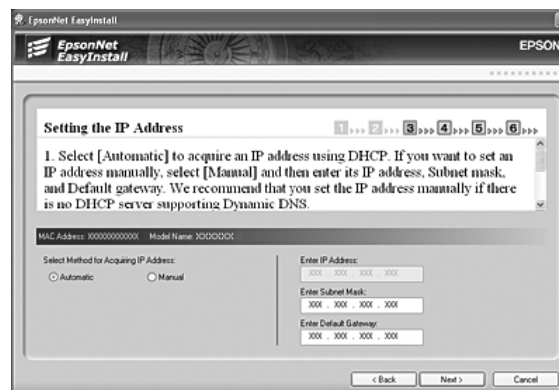 EpsonNet EasyInstall
EpsonNet
EasyInstall
EPSON
Setting the IP Address
1 >>> 2 >>> 3 >>> 4 >>> 5 >>> 6 >>>
1. Select [Automatic] to acquire an IP address using DHCP. If you want to set an
IP address manually, select [Manual] and then enter its IP address, Subnet mask,
and Default gateway. We recommend that you set the IP address manually if there
is no DHCP server supporting Dynamic DNS.
MAC Address: XXXXXXXXXXXX Model Name: XXXXXXX
Select Method for Acquiring IP Address:
Automatic
Manual
Enter IP Address:
XXX . XXX . XXX . XXX
Enter Subnet Mask:
XXX . XXX . XXX . XXX
Enter Default Gateway:
XXX . XXX . XXX . XXX
< Back
Next >
Cancel